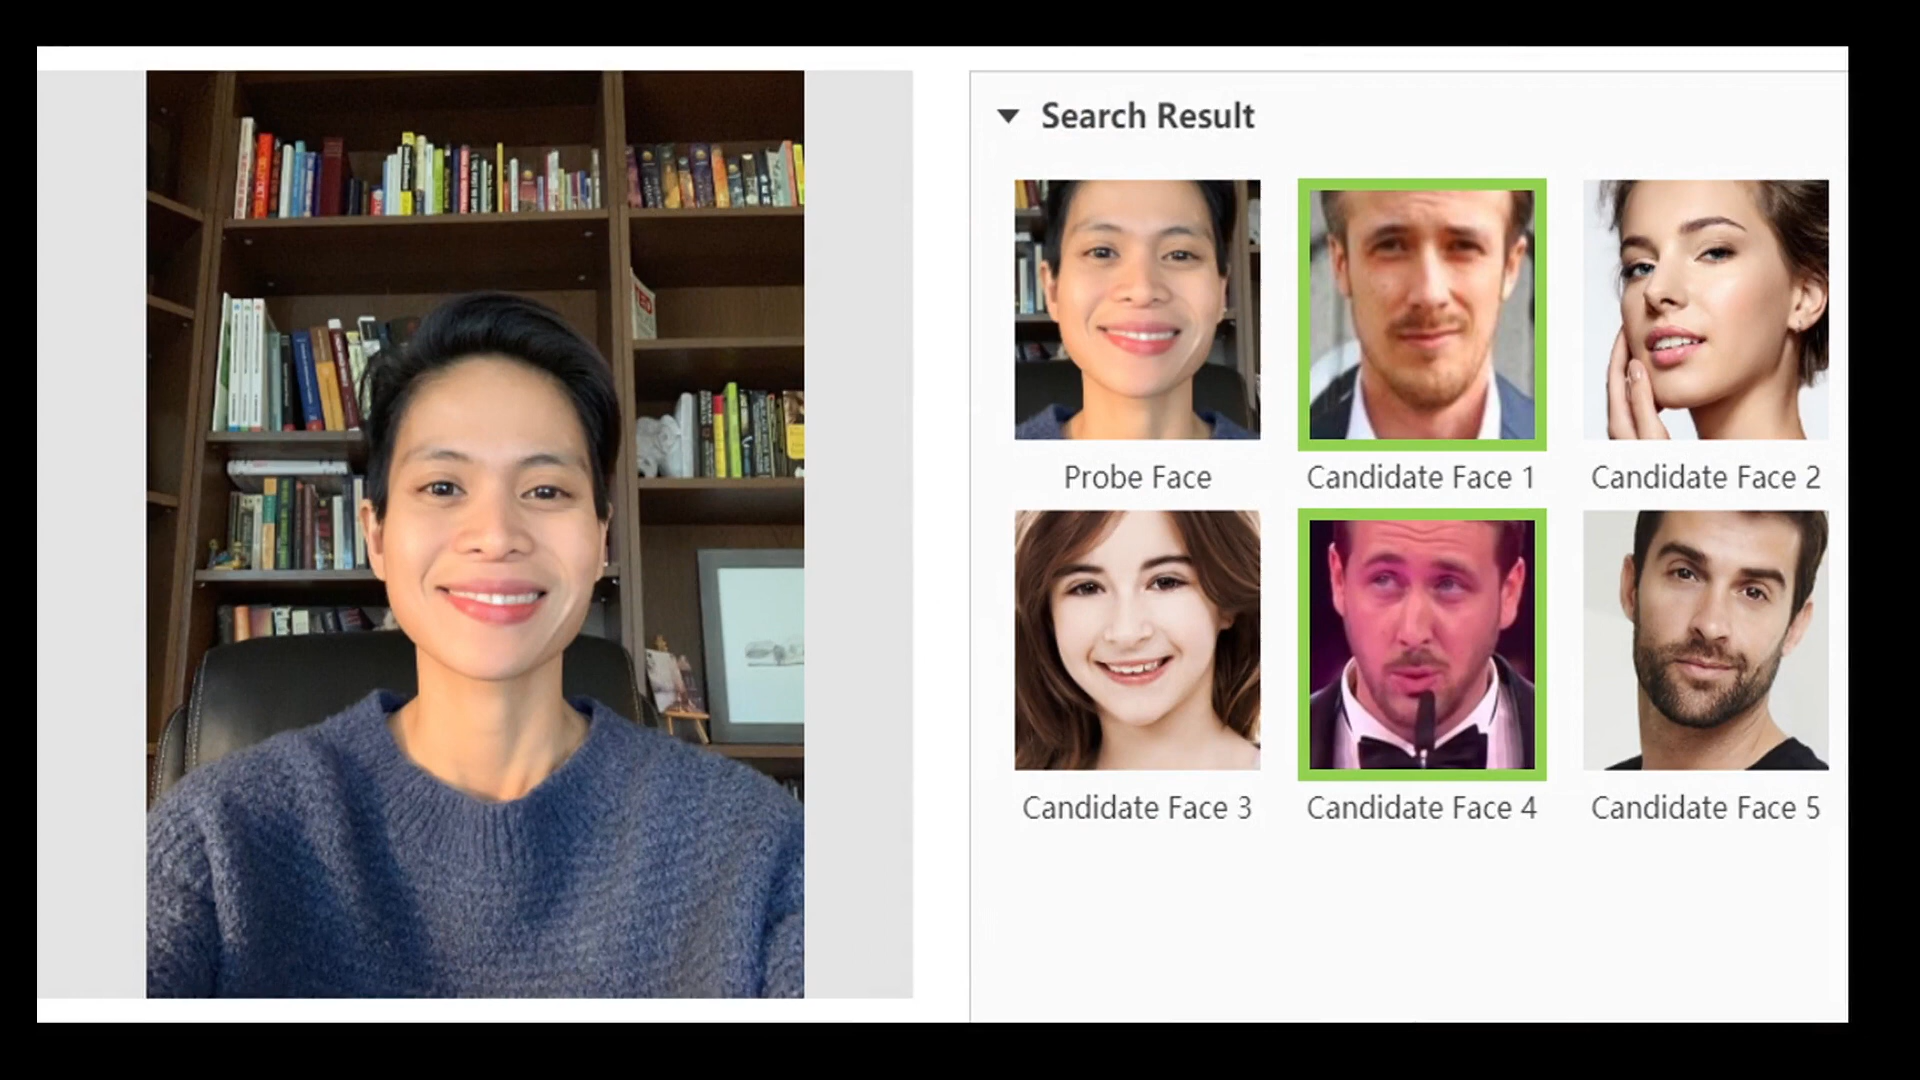 Search Result
Probe Face
Candidate Face 1
Candidate Face 2
Candidate Face 3
Candidate Face 4
Candidate Face 5